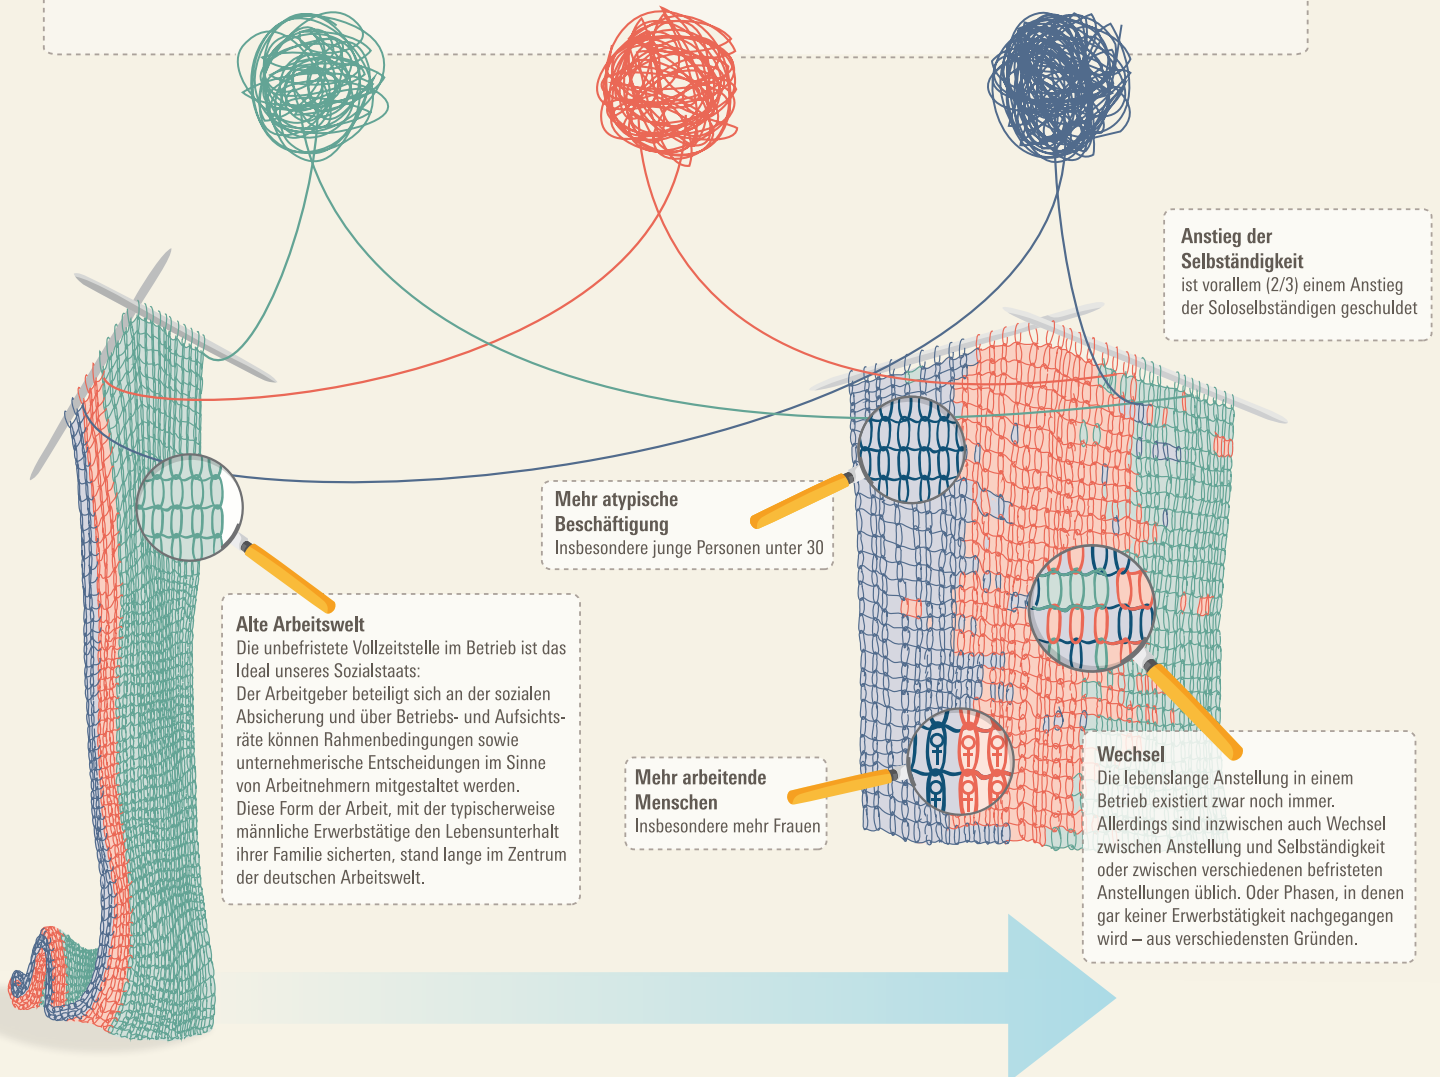 Anstieg der
Selbständigkeit
ist vorallem (2/3) einem Anstieg
der Soloselbständigen geschuldet
Mehr atypische
Beschäftigung
Insbesondere junge Personen unter 30
Alte Arbeitswelt
Die unbefristete Vollzeitstelle im Betrieb ist das
Ideal unseres Sozialstaats:
Der Arbeitgeber beteiligt sich an der sozialen
Absicherung und über Betriebs- und Aufsichts-
räte können Rahmenbedingungen sowie
unternehmerische Entscheidungen im Sinne
von Arbeitnehmern mitgestaltet werden.
Diese Form der Arbeit, mit der typischerweise
männliche Erwerbstätige den Lebensunterhalt
ihrer Familie sicherten, stand lange im Zentrum
der deutschen Arbeitswelt.
Mehr arbeitende
Menschen
Insbesondere mehr Frauen
Wechsel
Die lebenslange Anstellung in einem
Betrieb existiert zwar noch immer.
Allerdings sind inzwischen auch Wechsel
zwischen Anstellung und Selbständigkeit
oder zwischen verschiedenen befristeten
Anstellungen üblich. Oder Phasen, in denen
gar keiner Erwerbstätigkeit nachgegangen
wird – aus verschiedensten Gründen.